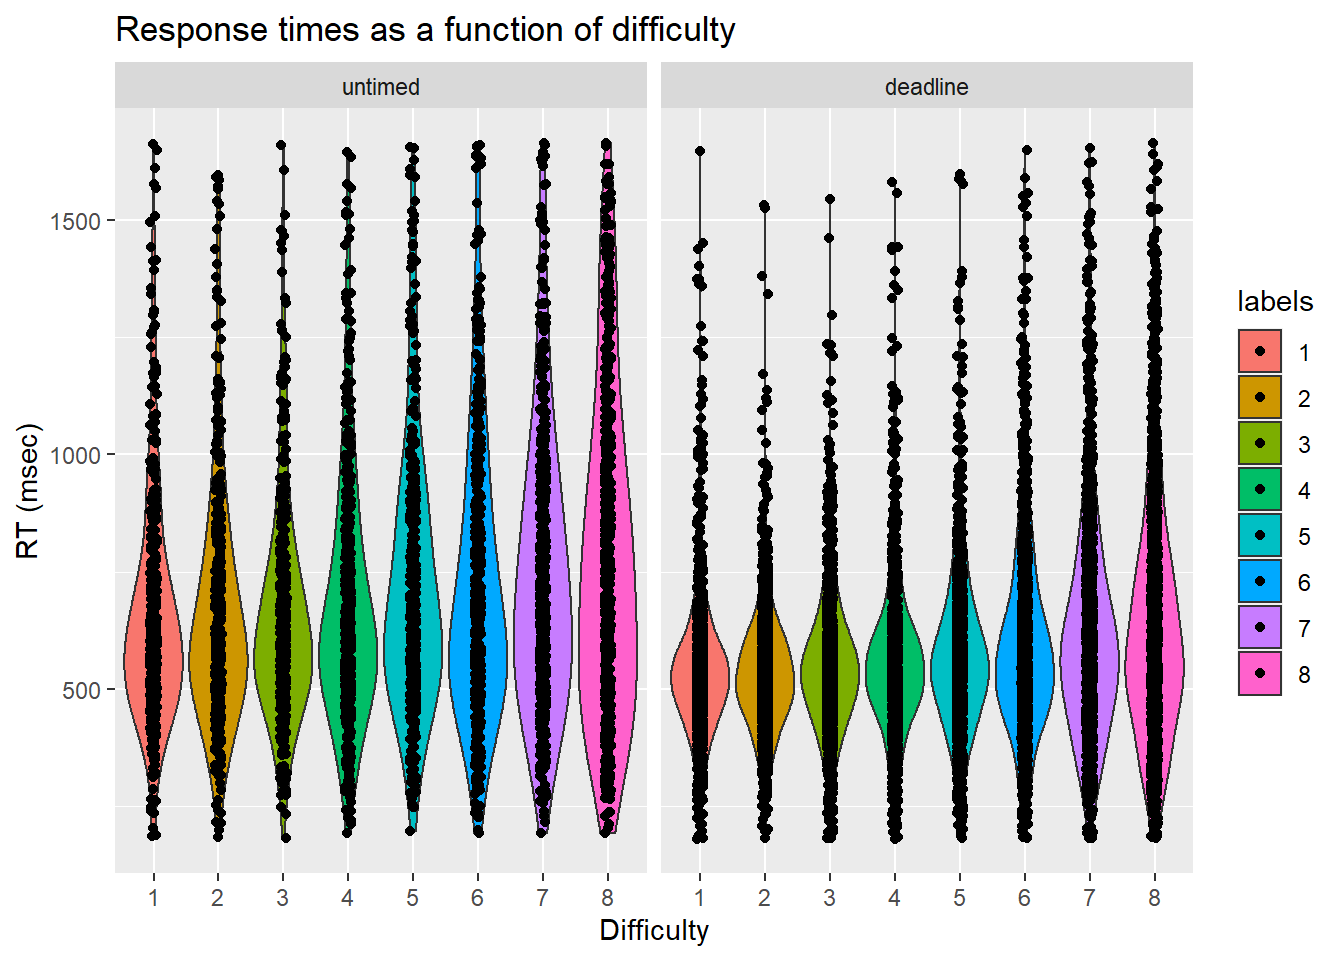 Response times as a function of difficulty
untimed
deadline
RT (msec)
1500
1000
500
1 2 3 4 5 6 7 8
1 2 3 4 5 6 7 8
Difficulty
labels
1
2
3
4
5
6
7
8